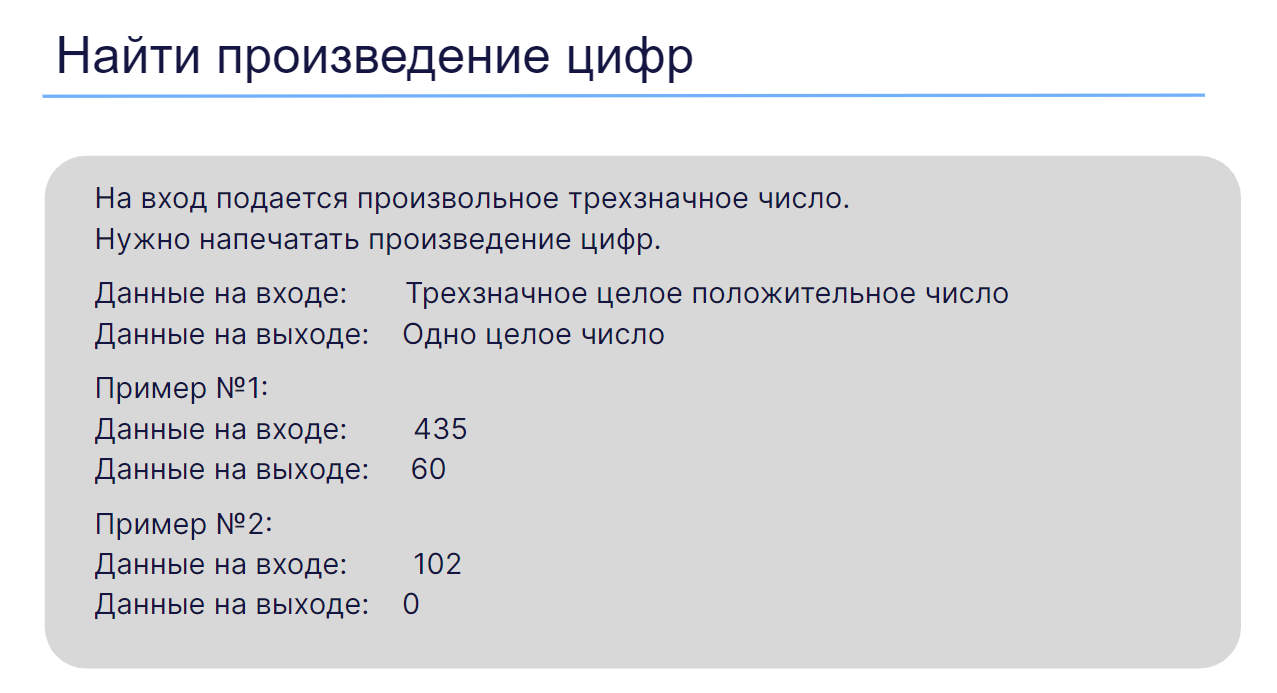 Найти произведение цифр
На вход подается произвольное трехзначное число.
Нужно напечатать произведение цифр.
Данные на входе: Трехзначное целое положительное число
Данные на выходе: Одно целое число
Пример №1:
Данные на входе: 435
Данные на выходе: 60
Пример №2:
Данные на входе: 102
Данные на выходе: 0